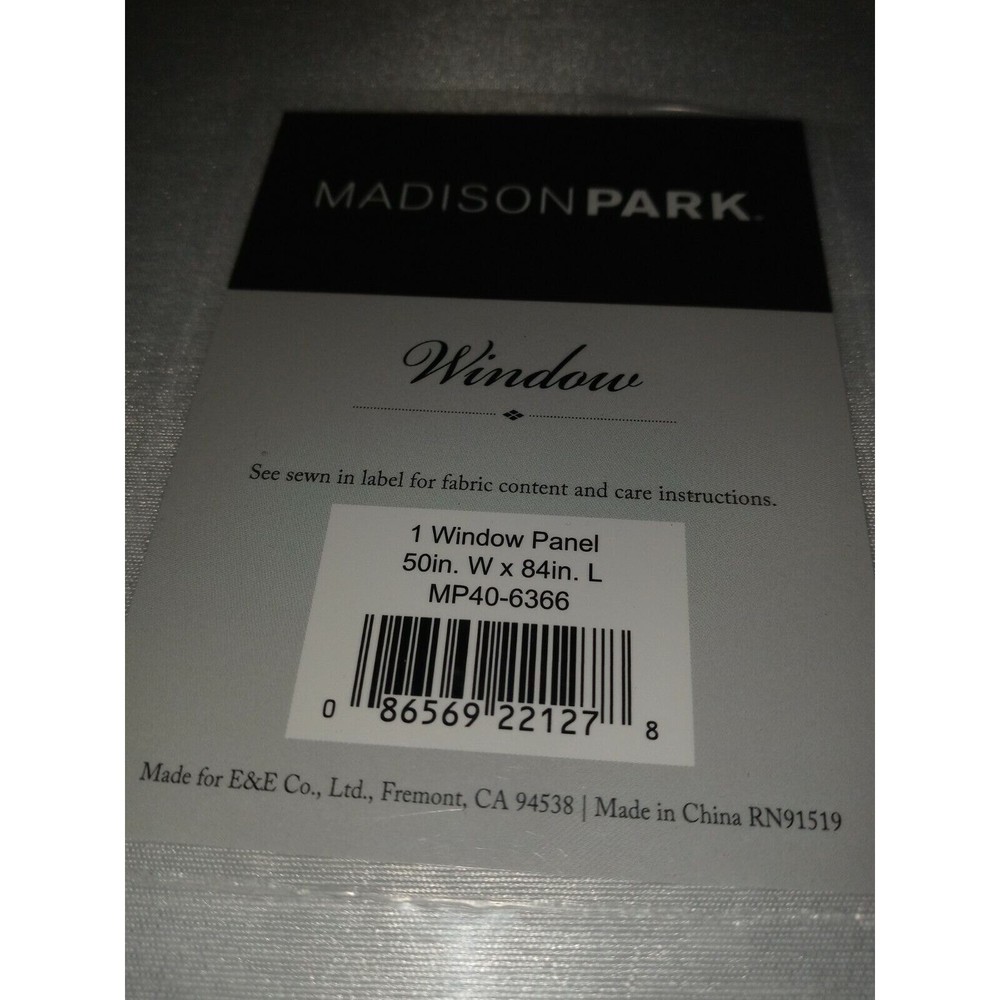 MADISONPARK™
Window
See sewn in label for fabric content and care instructions.
1 Window Panel
50in. W x 84in. L
MP40-6366
0 86569 22127 8
Made for E&E Co., Ltd., Fremont, CA 94538 | Made in China RN91519